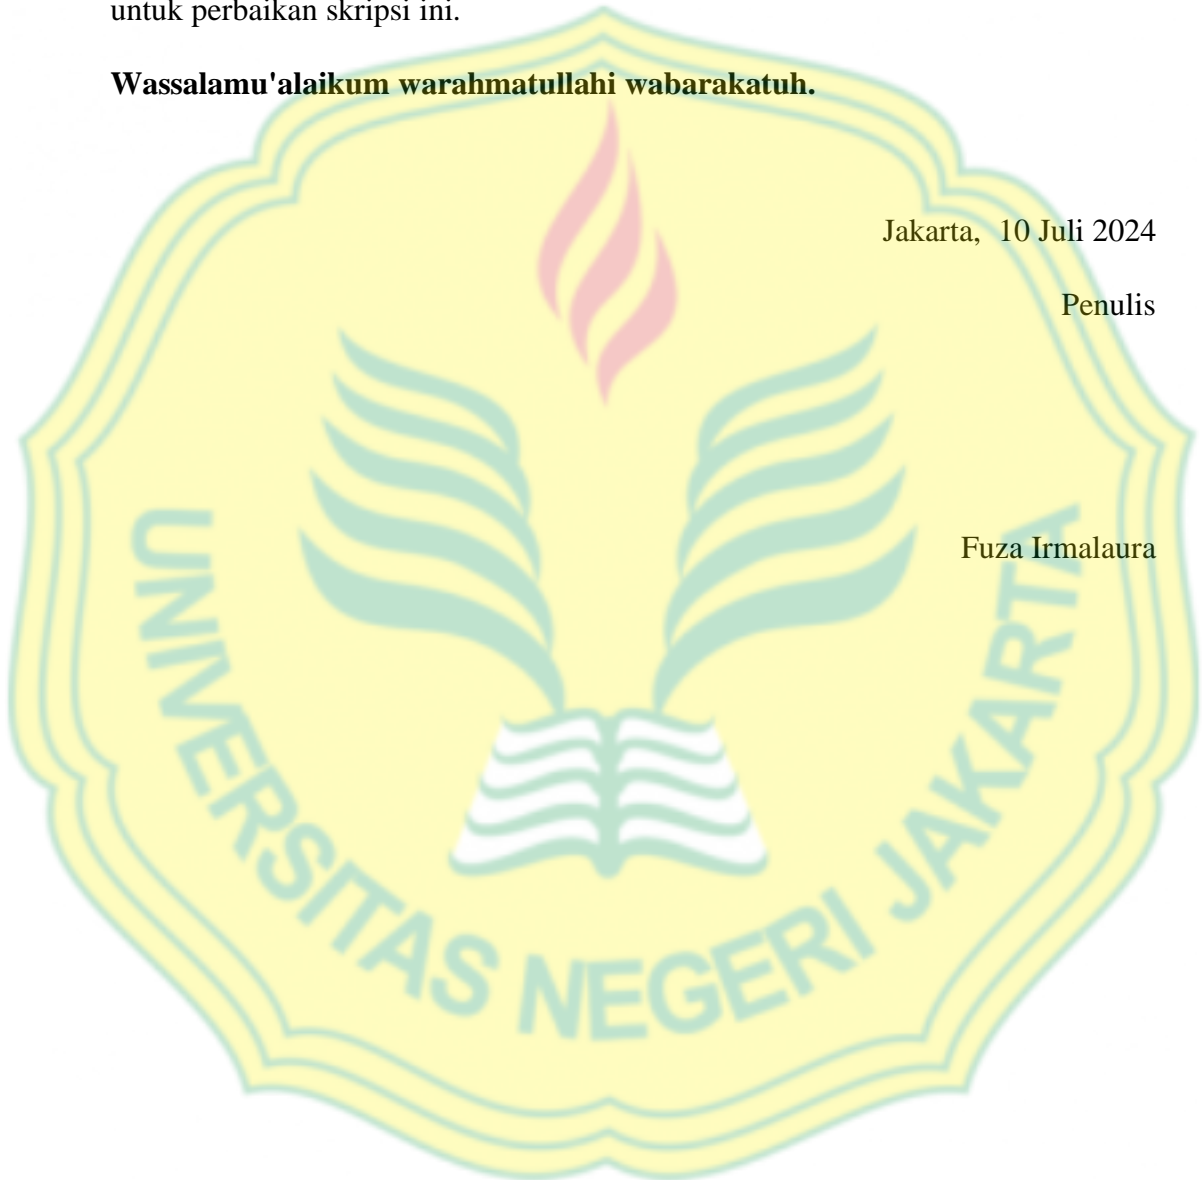 untuk perbaikan skripsi ini.
Wassalamu'alaikum warahmatullahi wabarakatuh.
Jakarta,  10 Juli 2024
Penulis
Fuza Irmalaura
UNIVERSITAS NEGERI JAKARTA